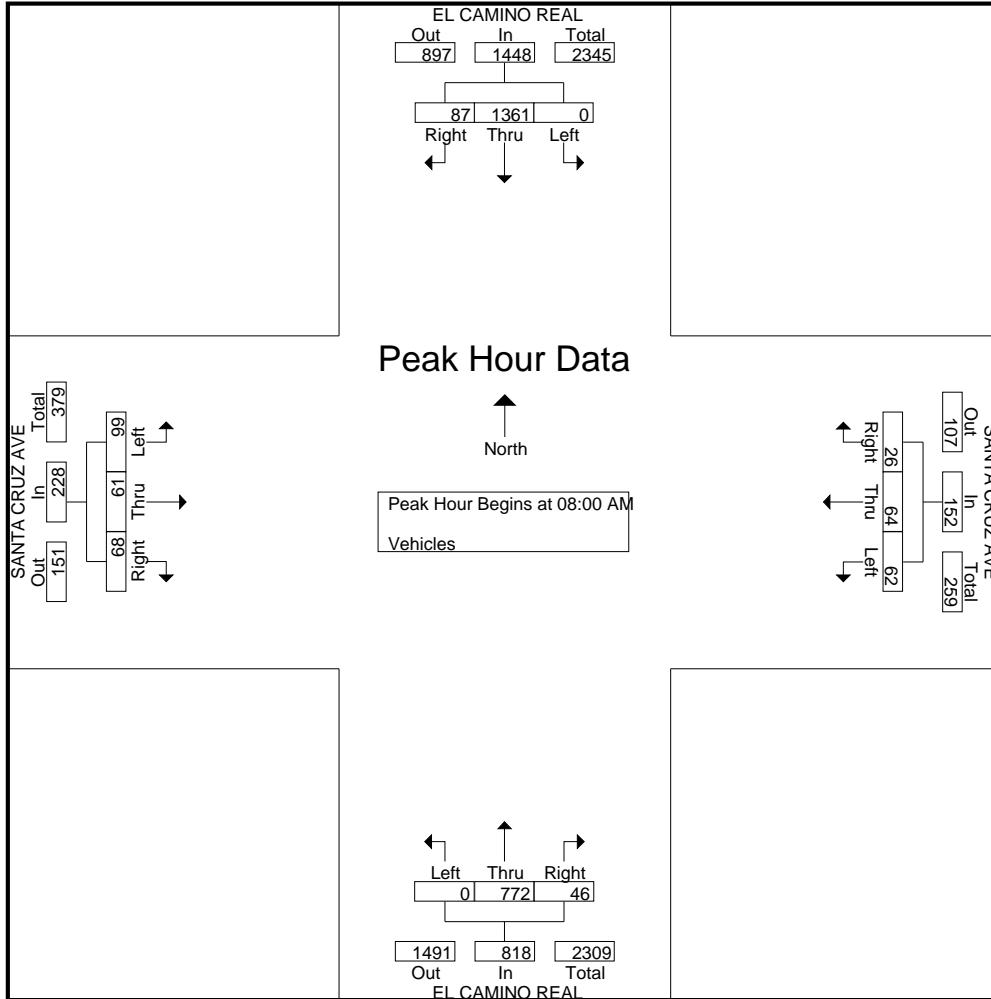 EL CAMINO REAL
Out In Total
897 1448 2345
87 1361 0
Right Thru Left
Peak Hour Data
North
Peak Hour Begins at 08:00 AM
Vehicles
SANTA CRUZ AVE
Out In Total
151 228 379
68 61 99
Right Thru Left
SANTA CRUZ AVE
Out In Total
107 152 259
26 64 62
Right Thru Left
Left Thru Right
0 772 46
1491 818 2309
Out In Total
EL CAMINO REAL